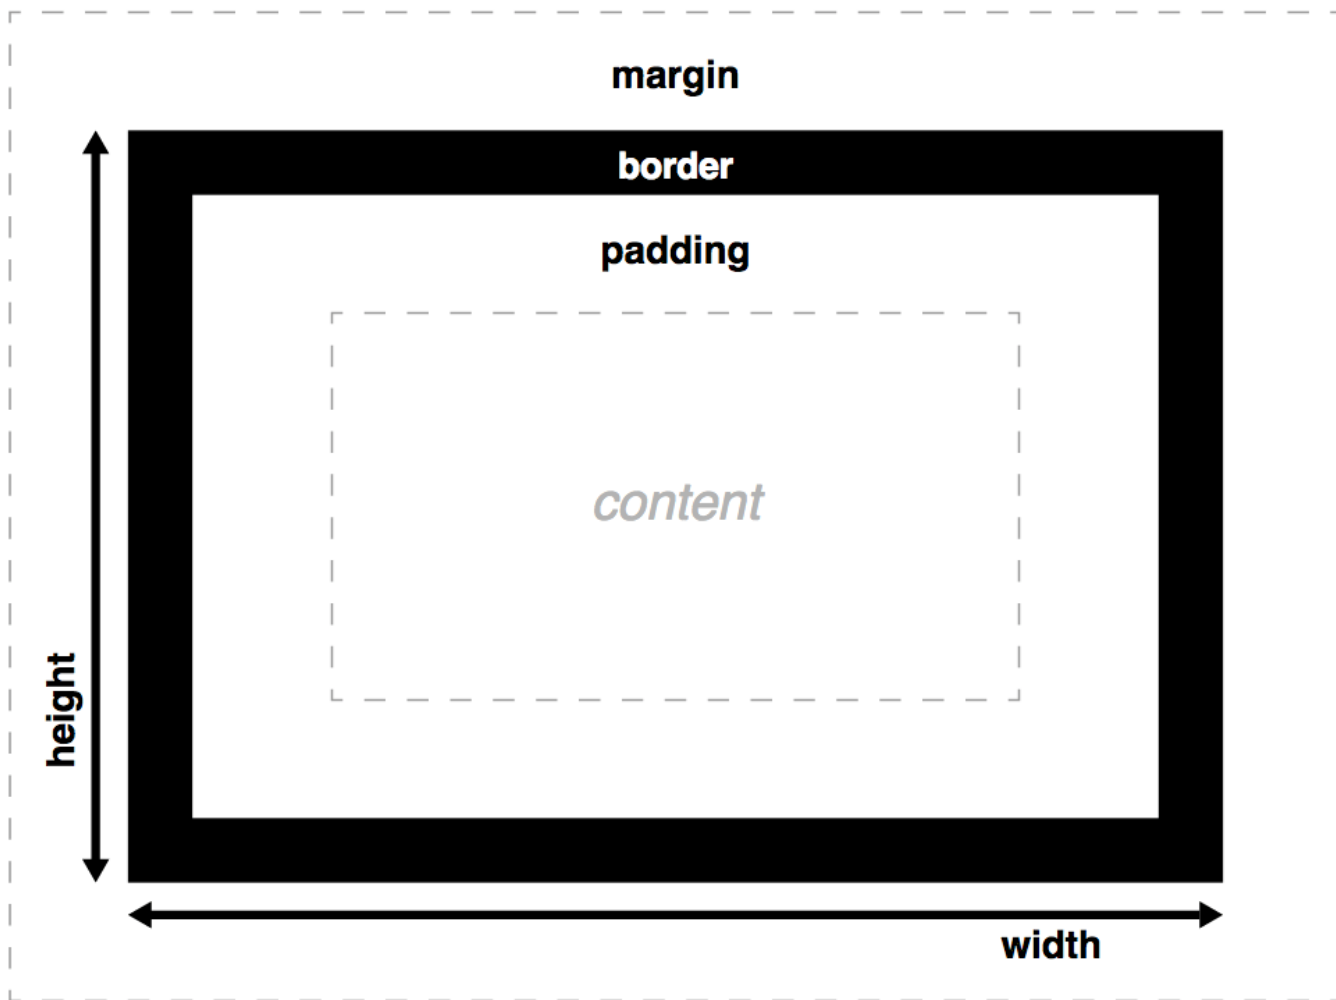 margin
border
padding
content
height
width